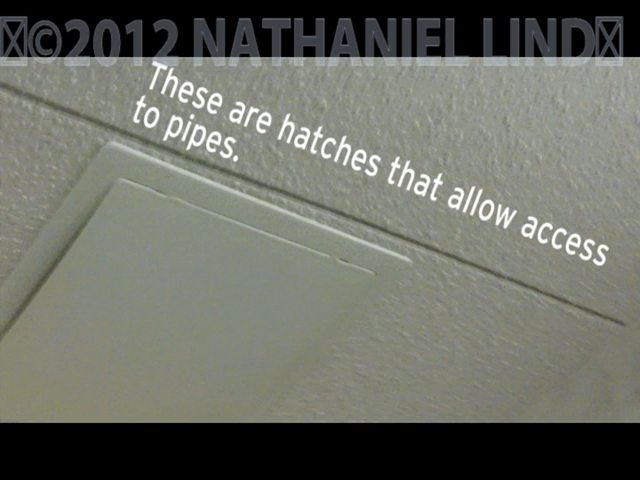 ©2012 NATHANIEL LIND
These are hatches that allow access
to pipes.